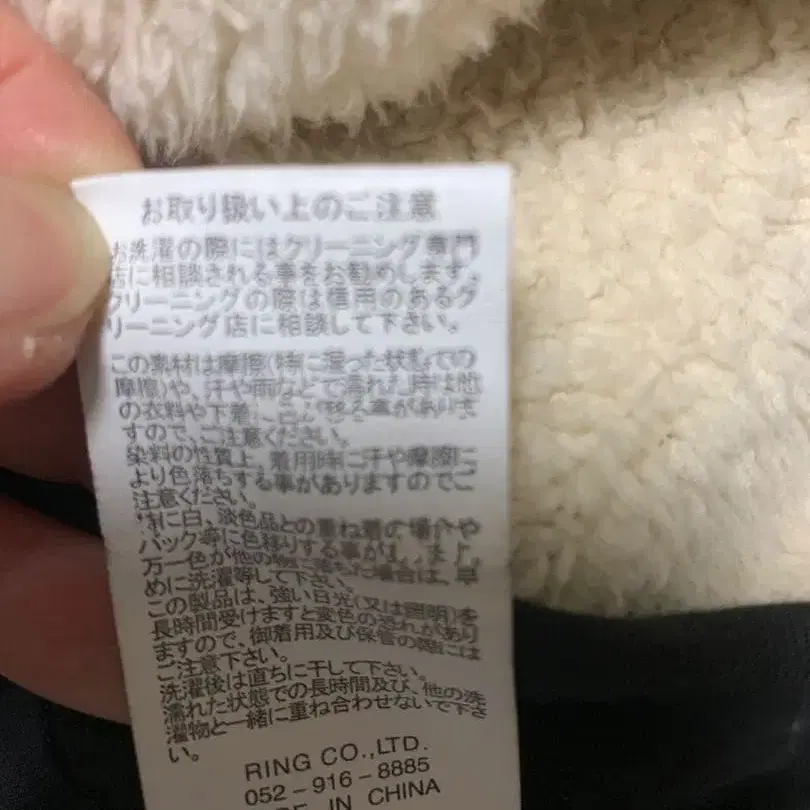 お取り扱い上のご注意
お洗濯の際にはクリーニング専門
店に相談される事をお勧めします。
クリーニングの際は信用のあるク
リーニング店に相談して下さい。
この素材は摩擦(特に湿った状態での
摩擦)や、汗や雨などで濡れた時は他
の衣料や下着に色が移る事がありま
すので、ご注意ください。
染料の性質上、着用時に汗や摩擦に
より色落ちする事がありますのでご
注意ください。
特に白、淡色品との重ね着の場合や
バック等に色移りする事が
万一色が他の物に落ちた場合は、早
めに洗濯等して下さい。
この製品は、強い日光(又は照明)を
長時間受けますと変色の恐れがあり
ますので、御着用及び保管の際には
ご注意下さい。
洗濯後は直ちに干して下さい。
濡れた状態での長時間及び、他の洗
濯物と一緒に重ね合わせないで下さ
い。
RING CO.,LTD.
052-916-8885
IN CHINA